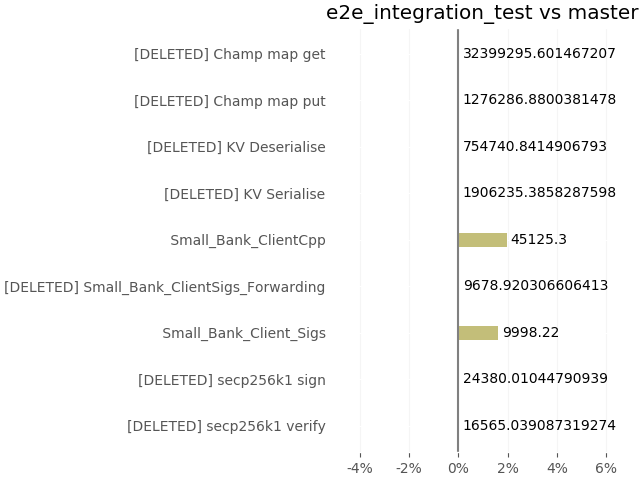 e2e_integration_test vs master
[DELETED] Champ map get 32399295.601467207
[DELETED] Champ map put 1276286.8800381478
[DELETED] KV Deserialise 754740.8414906793
[DELETED] KV Serialise 1906235.3858287598
Small_Bank_ClientCpp 45125.3
[DELETED] Small_Bank_ClientSigs_Forwarding 9678.920306606413
Small_Bank_Client_Sigs 9998.22
[DELETED] secp256k1 sign 24380.01044790939
[DELETED] secp256k1 verify 16565.039087319274
-4% -2% 0% 2% 4% 6%